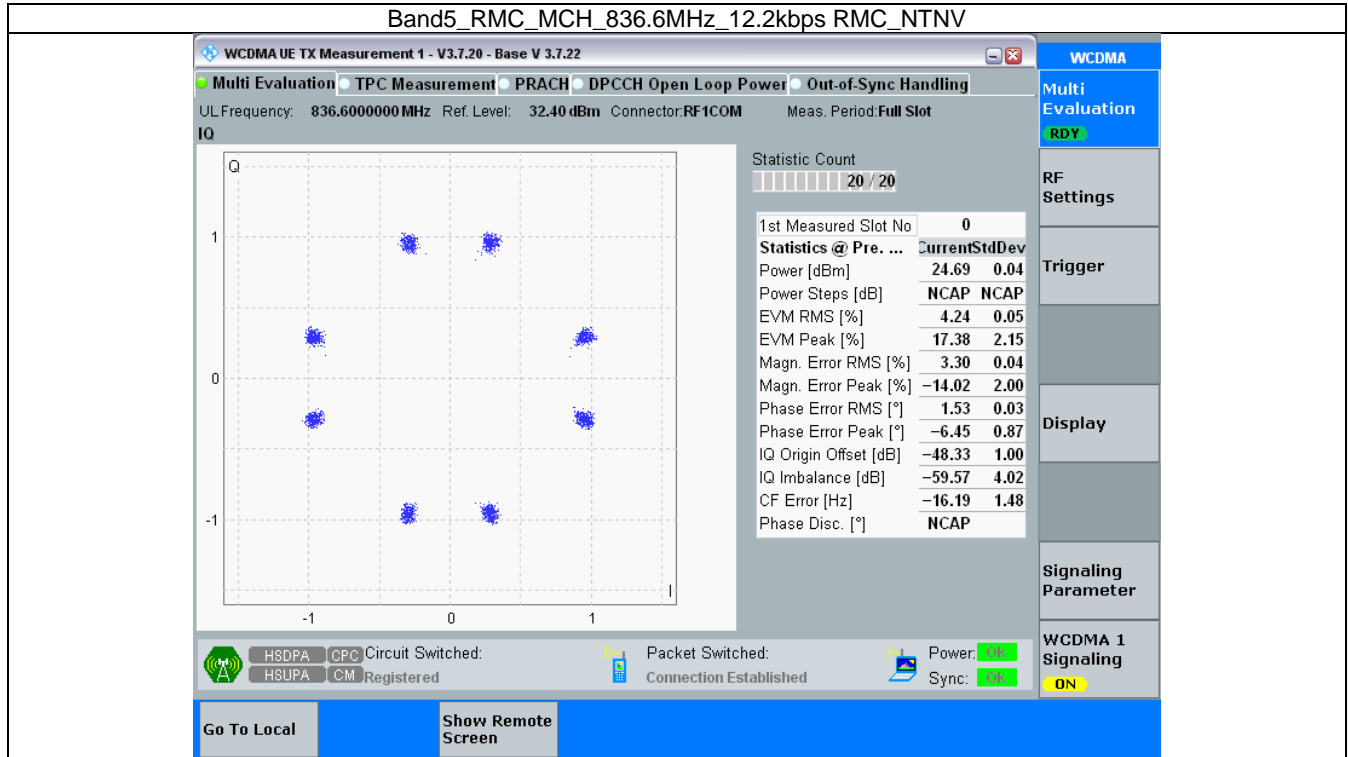 Band5_RMC_MCH_836.6MHz_12.2kbps RMC_NTNV
WCDMA UE TX Measurement 1 - V3.7.20 - Base V 3.7.22
Multi Evaluation TPC Measurement PRACH DPCCH Open Loop Power Out-of-Sync Handling
UL Frequency: 836.6000000 MHz Ref. Level: 32.40 dBm Connector:RF1COM Meas. Period:Full Slot
IQ
Q
1
0
-1
I
-1 0 1
Statistic Count
20 / 20
1st Measured Slot No 0
Statistics @ Pre. ... Current StdDev
Power [dBm] 24.69 0.04
Power Steps [dB] NCAP NCAP
EVM RMS [%] 4.24 0.05
EVM Peak [%] 17.38 2.15
Magn. Error RMS [%] 3.30 0.04
Magn. Error Peak [%] −14.02 2.00
Phase Error RMS [°] 1.53 0.03
Phase Error Peak [°] −6.45 0.87
IQ Origin Offset [dB] −48.33 1.00
IQ Imbalance [dB] −59.57 4.02
CF Error [Hz] −16.19 1.48
Phase Disc. [°] NCAP
HSDPA CPC Circuit Switched: Packet Switched: Power: Ok
HSUPA CM Registered Connection Established Sync: Ok
WCDMA
Multi
Evaluation
RDY
RF
Settings
Trigger
Display
Signaling
Parameter
WCDMA 1
Signaling
ON
Go To Local
Show Remote
Screen